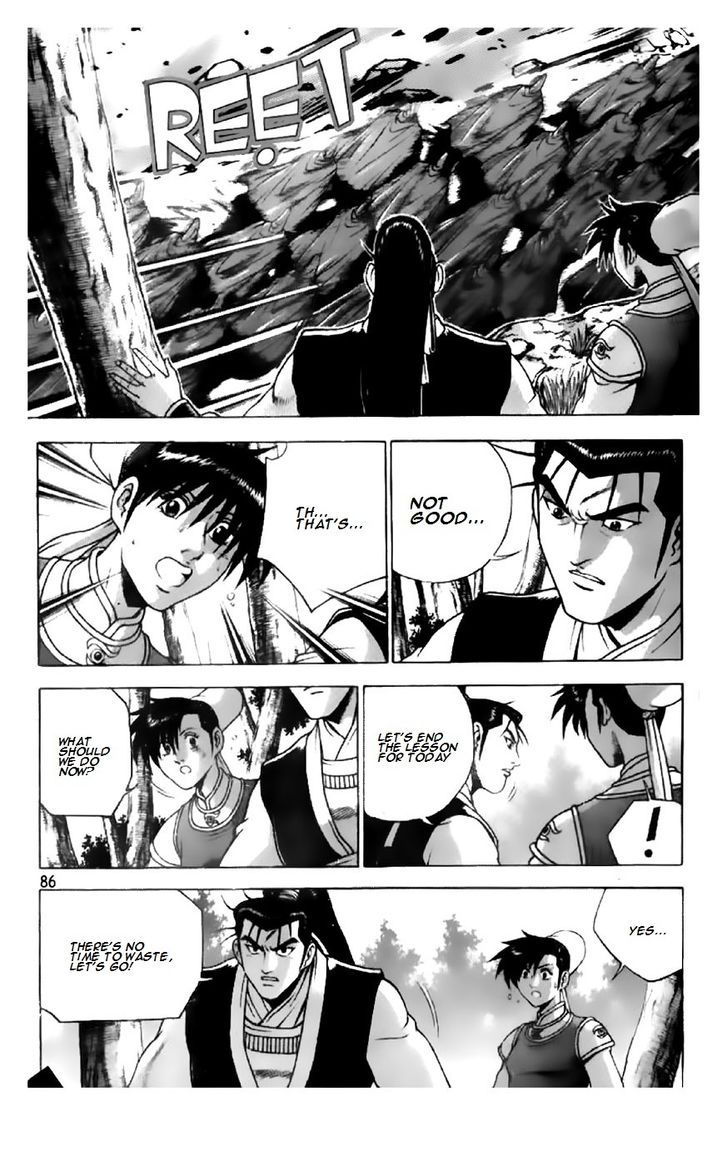 REET
NOT
GOOD...
TH...
THAT'S...
LET'S END
THE LESSON
FOR TODAY
!
WHAT
SHOULD
WE DO
NOW?
86
YES...
THERE'S NO
TIME TO WASTE,
LET'S GO!